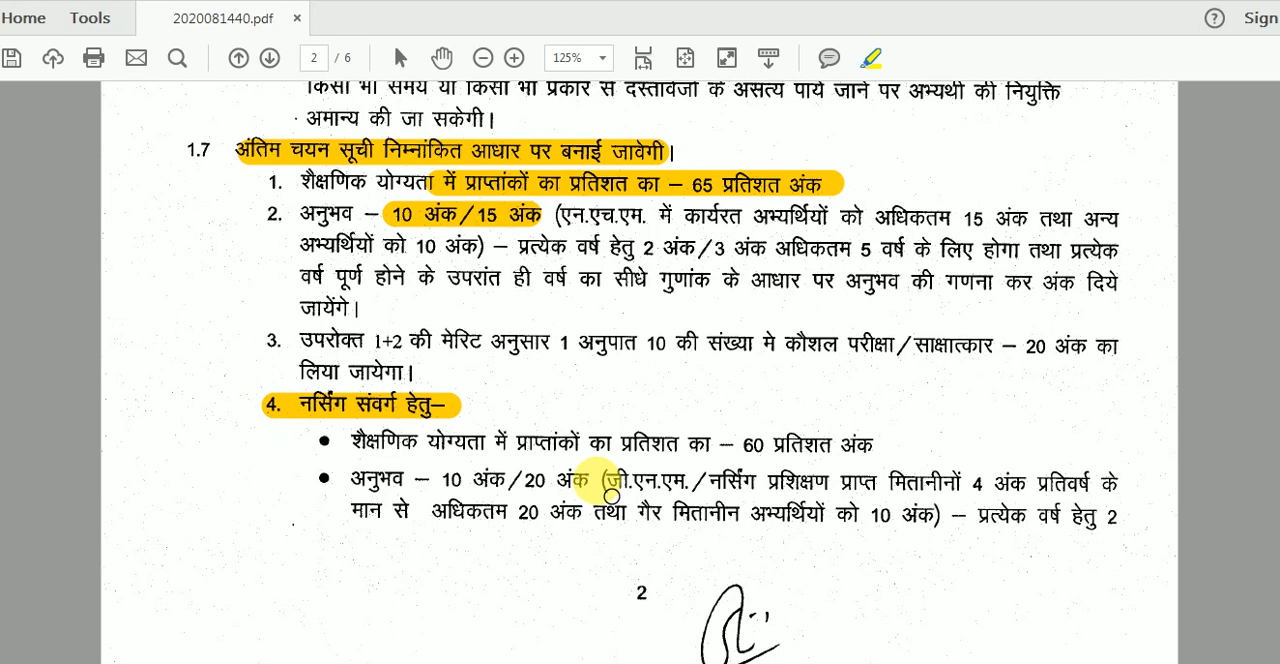 Home Tools 2020081440.pdf × ? Sign
2 / 6 125%
किसी भी समय या किसी भी प्रकार से दस्तावेजों के असत्य पाये जाने पर अभ्यर्थी की नियुक्ति
अमान्य की जा सकेगी।
1.7 अंतिम चयन सूची निम्नांकित आधार पर बनाई जावेगी।
1. शैक्षणिक योग्यता में प्राप्तांकों का प्रतिशत का – 65 प्रतिशत अंक
2. अनुभव – 10 अंक/15 अंक (एन.एच.एम. में कार्यरत अभ्यर्थियों को अधिकतम 15 अंक तथा अन्य
अभ्यर्थियों को 10 अंक) – प्रत्येक वर्ष हेतु 2 अंक/3 अंक अधिकतम 5 वर्ष के लिए होगा तथा प्रत्येक
वर्ष पूर्ण होने के उपरांत ही वर्ष का सीधे गुणांक के आधार पर अनुभव की गणना कर अंक दिये
जायेंगे।
3. उपरोक्त 1+2 की मेरिट अनुसार 1 अनुपात 10 की संख्या मे कौशल परीक्षा/साक्षात्कार – 20 अंक का
लिया जायेगा।
4. नर्सिंग संवर्ग हेतु–
• शैक्षणिक योग्यता में प्राप्तांकों का प्रतिशत का – 60 प्रतिशत अंक
• अनुभव – 10 अंक/20 अंक (जी.एन.एम./नर्सिंग प्रशिक्षण प्राप्त मितानीनों 4 अंक प्रतिवर्ष के
मान से अधिकतम 20 अंक तथा गैर मितानीन अभ्यर्थियों को 10 अंक) – प्रत्येक वर्ष हेतु 2
2